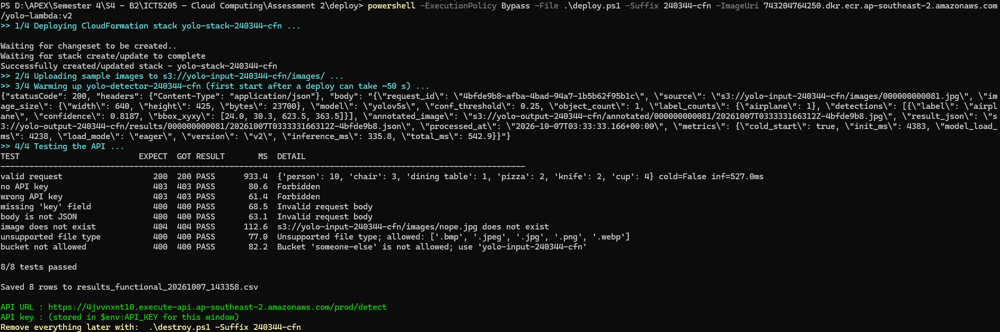 PS D:\APEX\Semester 4\S4 - B2\ICT5205 - Cloud Computing\Assessment 2\deploy> powershell -ExecutionPolicy Bypass -File .\deploy.ps1 -Suffix 240344-cfn -ImageUri 743204764250.dkr.ecr.ap-southeast-2.amazonaws.com
/yolo-lambda:v2
>> 1/4 Deploying CloudFormation stack yolo-stack-240344-cfn ...
Waiting for changeset to be created..
Waiting for stack create/update to complete
Successfully created/updated stack - yolo-stack-240344-cfn
>> 2/4 Uploading sample images to s3://yolo-input-240344-cfn/images/ ...
>> 3/4 Warming up yolo-detector-240344-cfn (first start after a deploy can take ~50 s) ...
{"statusCode": 200, "headers": {"Content-Type": "application/json"}, "body": "{\"request_id\": \"4bfde9b8-afba-4bad-94a7-1b5b62f95b1c\", \"source\": \"s3://yolo-input-240344-cfn/images/000000000081.jpg\", \"im
age_size\": {\"width\": 640, \"height\": 425, \"bytes\": 23700}, \"model\": \"yolov5s\", \"conf_threshold\": 0.25, \"object_count\": 1, \"label_counts\": {\"airplane\": 1}, \"detections\": [{\"label\": \"airpl
ane\", \"confidence\": 0.8187, \"bbox_xyxy\": [24.0, 30.3, 623.5, 363.5]}], \"annotated_image\": \"s3://yolo-output-240344-cfn/annotated/000000000081/20261007T033333166312Z-4bfde9b8.jpg\", \"result_json\": \"s
3://yolo-output-240344-cfn/results/000000000081/20261007T033333166312Z-4bfde9b8.json\", \"processed_at\": \"2026-10-07T03:33:33.166+00:00\", \"metrics\": {\"cold_start\": true, \"init_ms\": 4383, \"model_load_
ms\": 4238, \"load_mode\": \"eager\", \"version\": \"v2\", \"inference_ms\": 335.8, \"total_ms\": 542.9}}"}
>> 4/4 Testing the API ...
TEST EXPECT GOT RESULT MS DETAIL
--------------------------------------------------------------------------------------------------------------
valid request 200 200 PASS 933.4 {'person': 10, 'chair': 3, 'dining table': 1, 'pizza': 2, 'knife': 2, 'cup': 4} cold=False inf=527.0ms
no API key 403 403 PASS 80.6 Forbidden
wrong API key 403 403 PASS 61.4 Forbidden
missing 'key' field 400 400 PASS 68.5 Invalid request body
body is not JSON 400 400 PASS 63.1 Invalid request body
image does not exist 404 404 PASS 112.6 s3://yolo-input-240344-cfn/images/nope.jpg does not exist
unsupported file type 400 400 PASS 77.0 Unsupported file type; allowed: ['.bmp', '.jpeg', '.jpg', '.png', '.webp']
bucket not allowed 400 400 PASS 82.2 Bucket 'someone-else' is not allowed; use 'yolo-input-240344-cfn'
8/8 tests passed
Saved 8 rows to results_functional_20261007_143358.csv
API URL : https://4jvvnxnt10.execute-api.ap-southeast-2.amazonaws.com/prod/detect
API key : (stored in $env:API_KEY for this window)
Remove everything later with:  .\destroy.ps1 -Suffix 240344-cfn